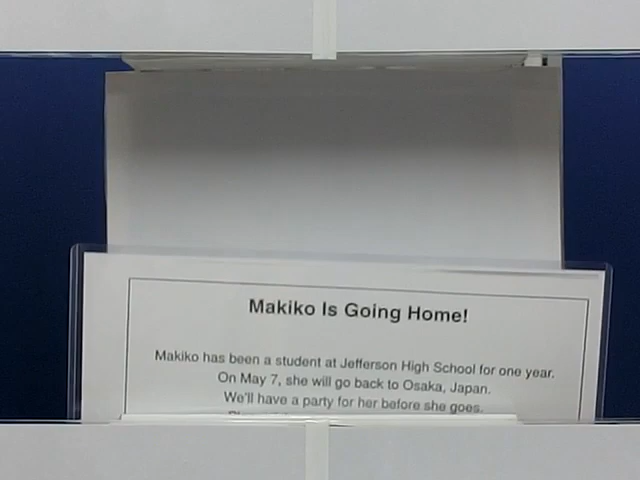 Makiko Is Going Home!
Makiko has been a student at Jefferson High School for one year.
On May 7, she will go back to Osaka, Japan.
We'll have a party for her before she goes.